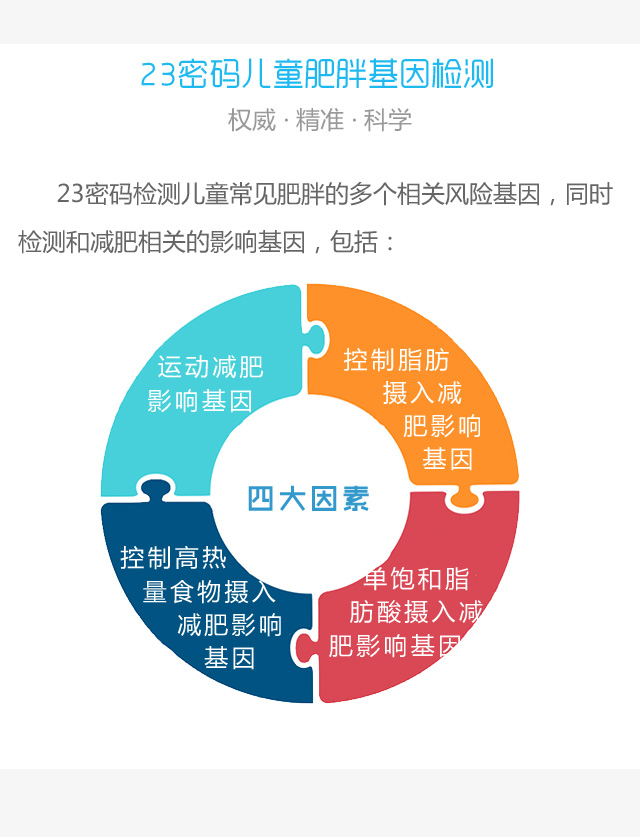 23密码儿童肥胖基因检测
权威·精准·科学
23密码检测儿童常见肥胖的多个相关风险基因，同时
检测和减肥相关的影响基因，包括：
运动减肥
影响基因
控制脂肪
摄入减
肥影响
基因
四大因素
控制高热
量食物摄入
减肥影响
基因
单饱和脂
肪酸摄入减
肥影响基因